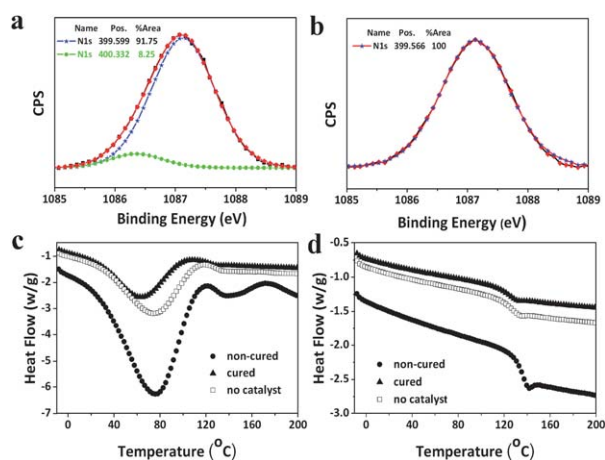 a
Name Pos. %Area
N1s 399.599 91.75
N1s 400.332 8.25
CPS
1085 1086 1087 1088 1089
Binding Energy (eV)
b
Name Pos. %Area
N1s 399.566 100
CPS
1085 1086 1087 1088 1089
Binding Energy (eV)
c
-1
-2
-3
-4
-5
-6
-7
Heat Flow (w/g)
non-cured
cured
no catalyst
0 40 80 120 160 200
Temperature (°C)
d
-0.5
-1.0
-1.5
-2.0
-2.5
-3.0
Heat Flow (w/g)
non-cured
cured
no catalyst
0 40 80 120 160 200
Temperature (°C)